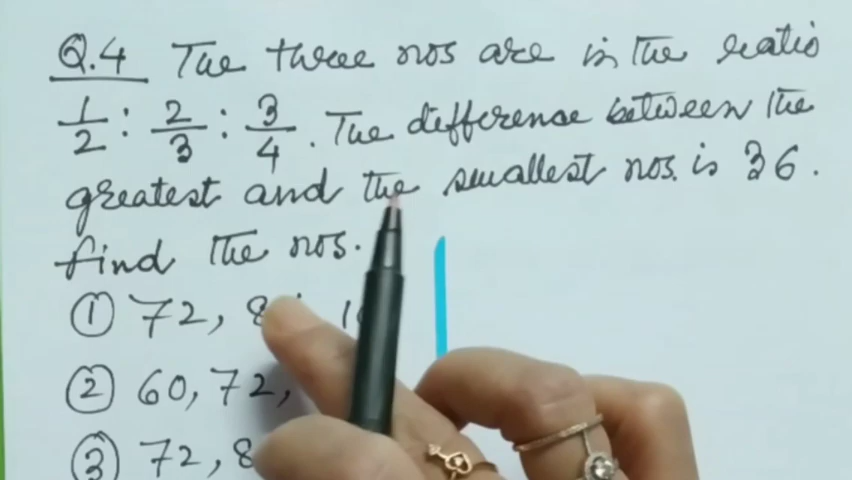 Q.4 The three nos are in the ratio
1/2 : 2/3 : 3/4 . The difference between the
greatest and the smallest nos. is 36.
find the nos.
① 72,
② 60, 72,
③ 72,